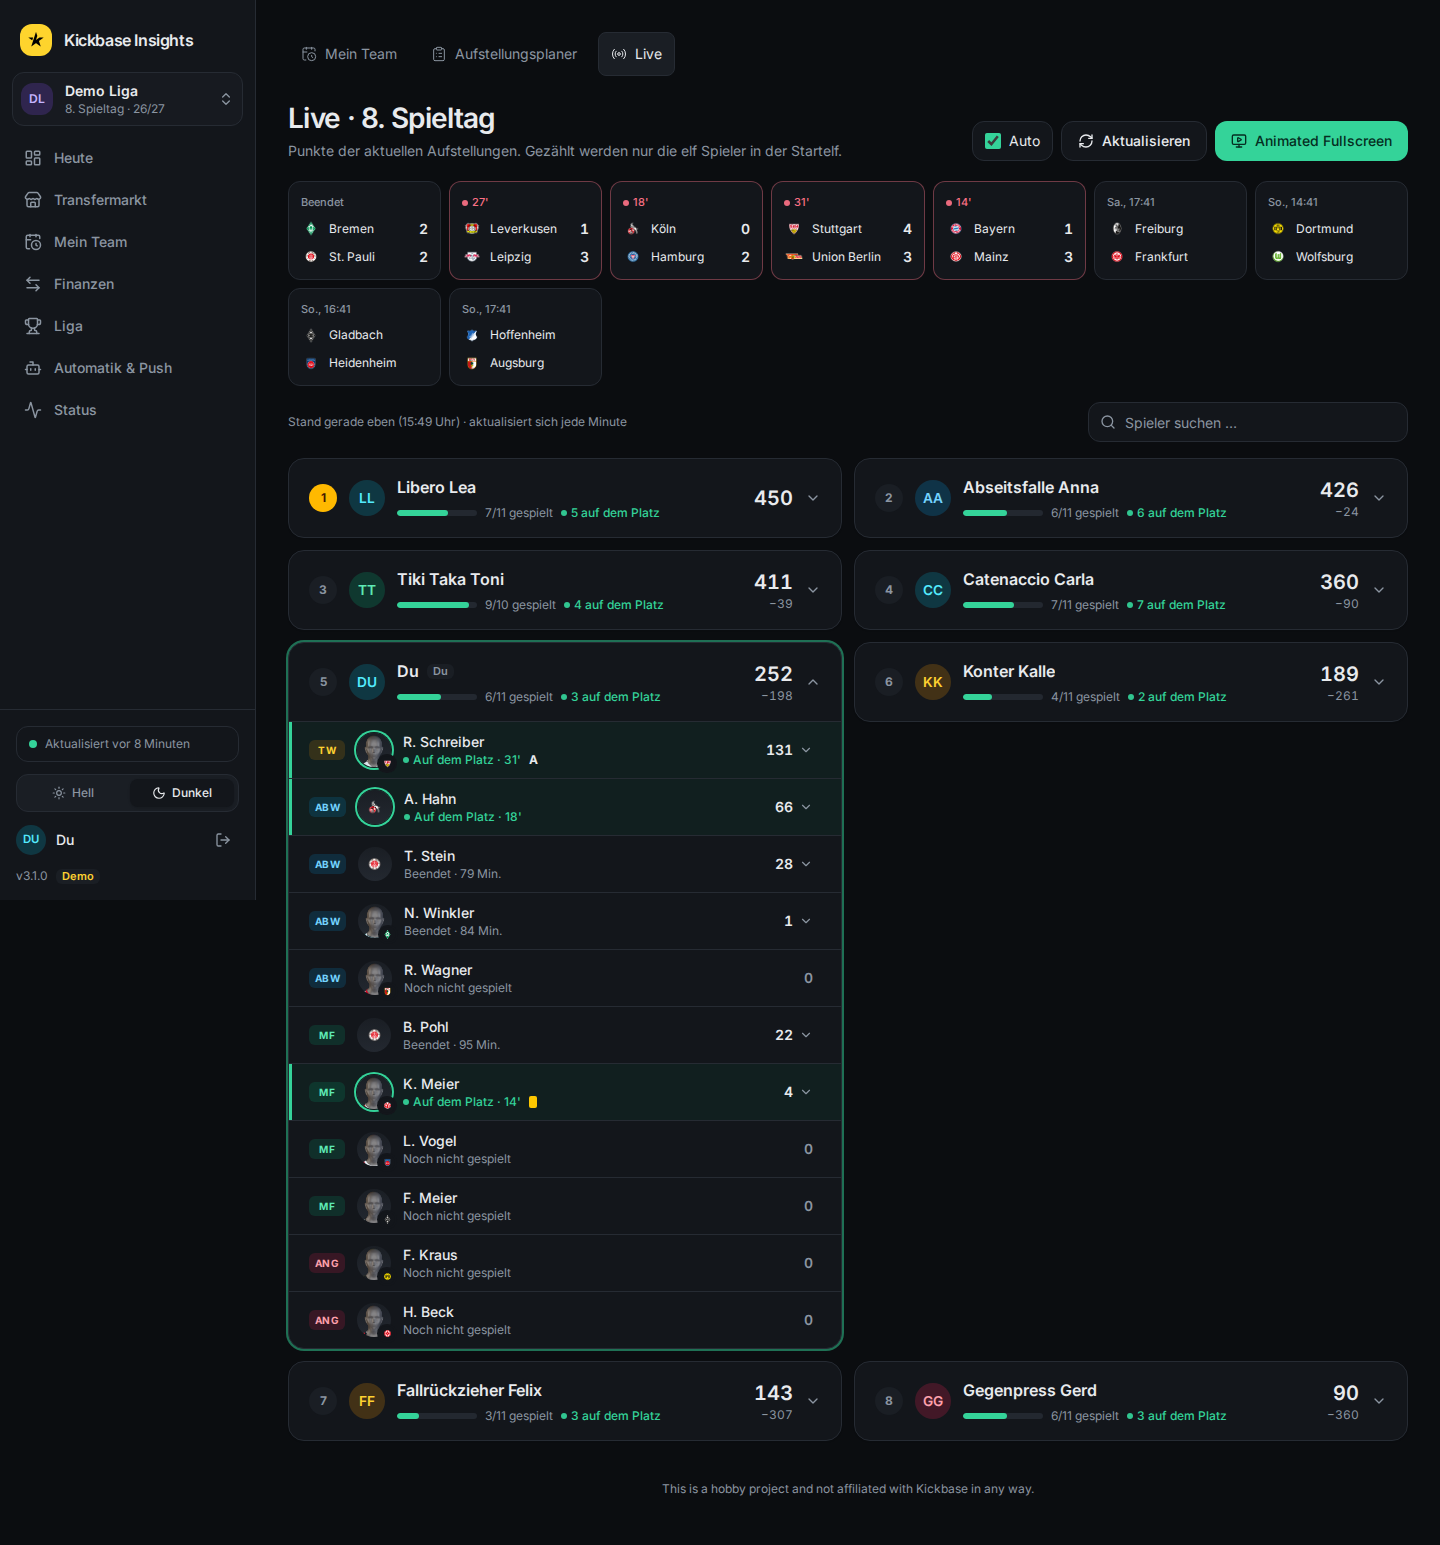 Kickbase Insights
DL
Demo Liga
8. Spieltag · 26/27
Heute
Transfermarkt
Mein Team
Finanzen
Liga
Automatik & Push
Status
Aktualisiert vor 8 Minuten
Hell
Dunkel
DU
Du
v3.1.0
Demo
Mein Team
Aufstellungsplaner
Live
Live · 8. Spieltag
Punkte der aktuellen Aufstellungen. Gezählt werden nur die elf Spieler in der Startelf.
Auto
Aktualisieren
Animated Fullscreen
Beendet
Bremen 2
St. Pauli 2
27'
Leverkusen 1
Leipzig 3
18'
Köln 0
Hamburg 2
31'
Stuttgart 4
Union Berlin 3
14'
Bayern 1
Mainz 3
Sa., 17:41
Freiburg
Frankfurt
So., 14:41
Dortmund
Wolfsburg
So., 16:41
Gladbach
Heidenheim
So., 17:41
Hoffenheim
Augsburg
Stand gerade eben (15:49 Uhr) · aktualisiert sich jede Minute
Spieler suchen ...
1 LL Libero Lea 450
7/11 gespielt 5 auf dem Platz
2 AA Abseitsfalle Anna 426
6/11 gespielt 6 auf dem Platz −24
3 TT Tiki Taka Toni 411
9/10 gespielt 4 auf dem Platz −39
4 CC Catenaccio Carla 360
7/11 gespielt 7 auf dem Platz −90
5 DU Du Du 252
6/11 gespielt 3 auf dem Platz −198
6 KK Konter Kalle 189
4/11 gespielt 2 auf dem Platz −261
TW R. Schreiber 131
Auf dem Platz · 31' A
ABW A. Hahn 66
Auf dem Platz · 18'
ABW T. Stein 28
Beendet · 79 Min.
ABW N. Winkler 1
Beendet · 84 Min.
ABW R. Wagner 0
Noch nicht gespielt
MF B. Pohl 22
Beendet · 95 Min.
MF K. Meier 4
Auf dem Platz · 14'
MF L. Vogel 0
Noch nicht gespielt
MF F. Meier 0
Noch nicht gespielt
ANG F. Kraus 0
Noch nicht gespielt
ANG H. Beck 0
Noch nicht gespielt
7 FF Fallrückzieher Felix 143
3/11 gespielt 3 auf dem Platz −307
8 GG Gegenpress Gerd 90
6/11 gespielt 3 auf dem Platz −360
This is a hobby project and not affiliated with Kickbase in any way.